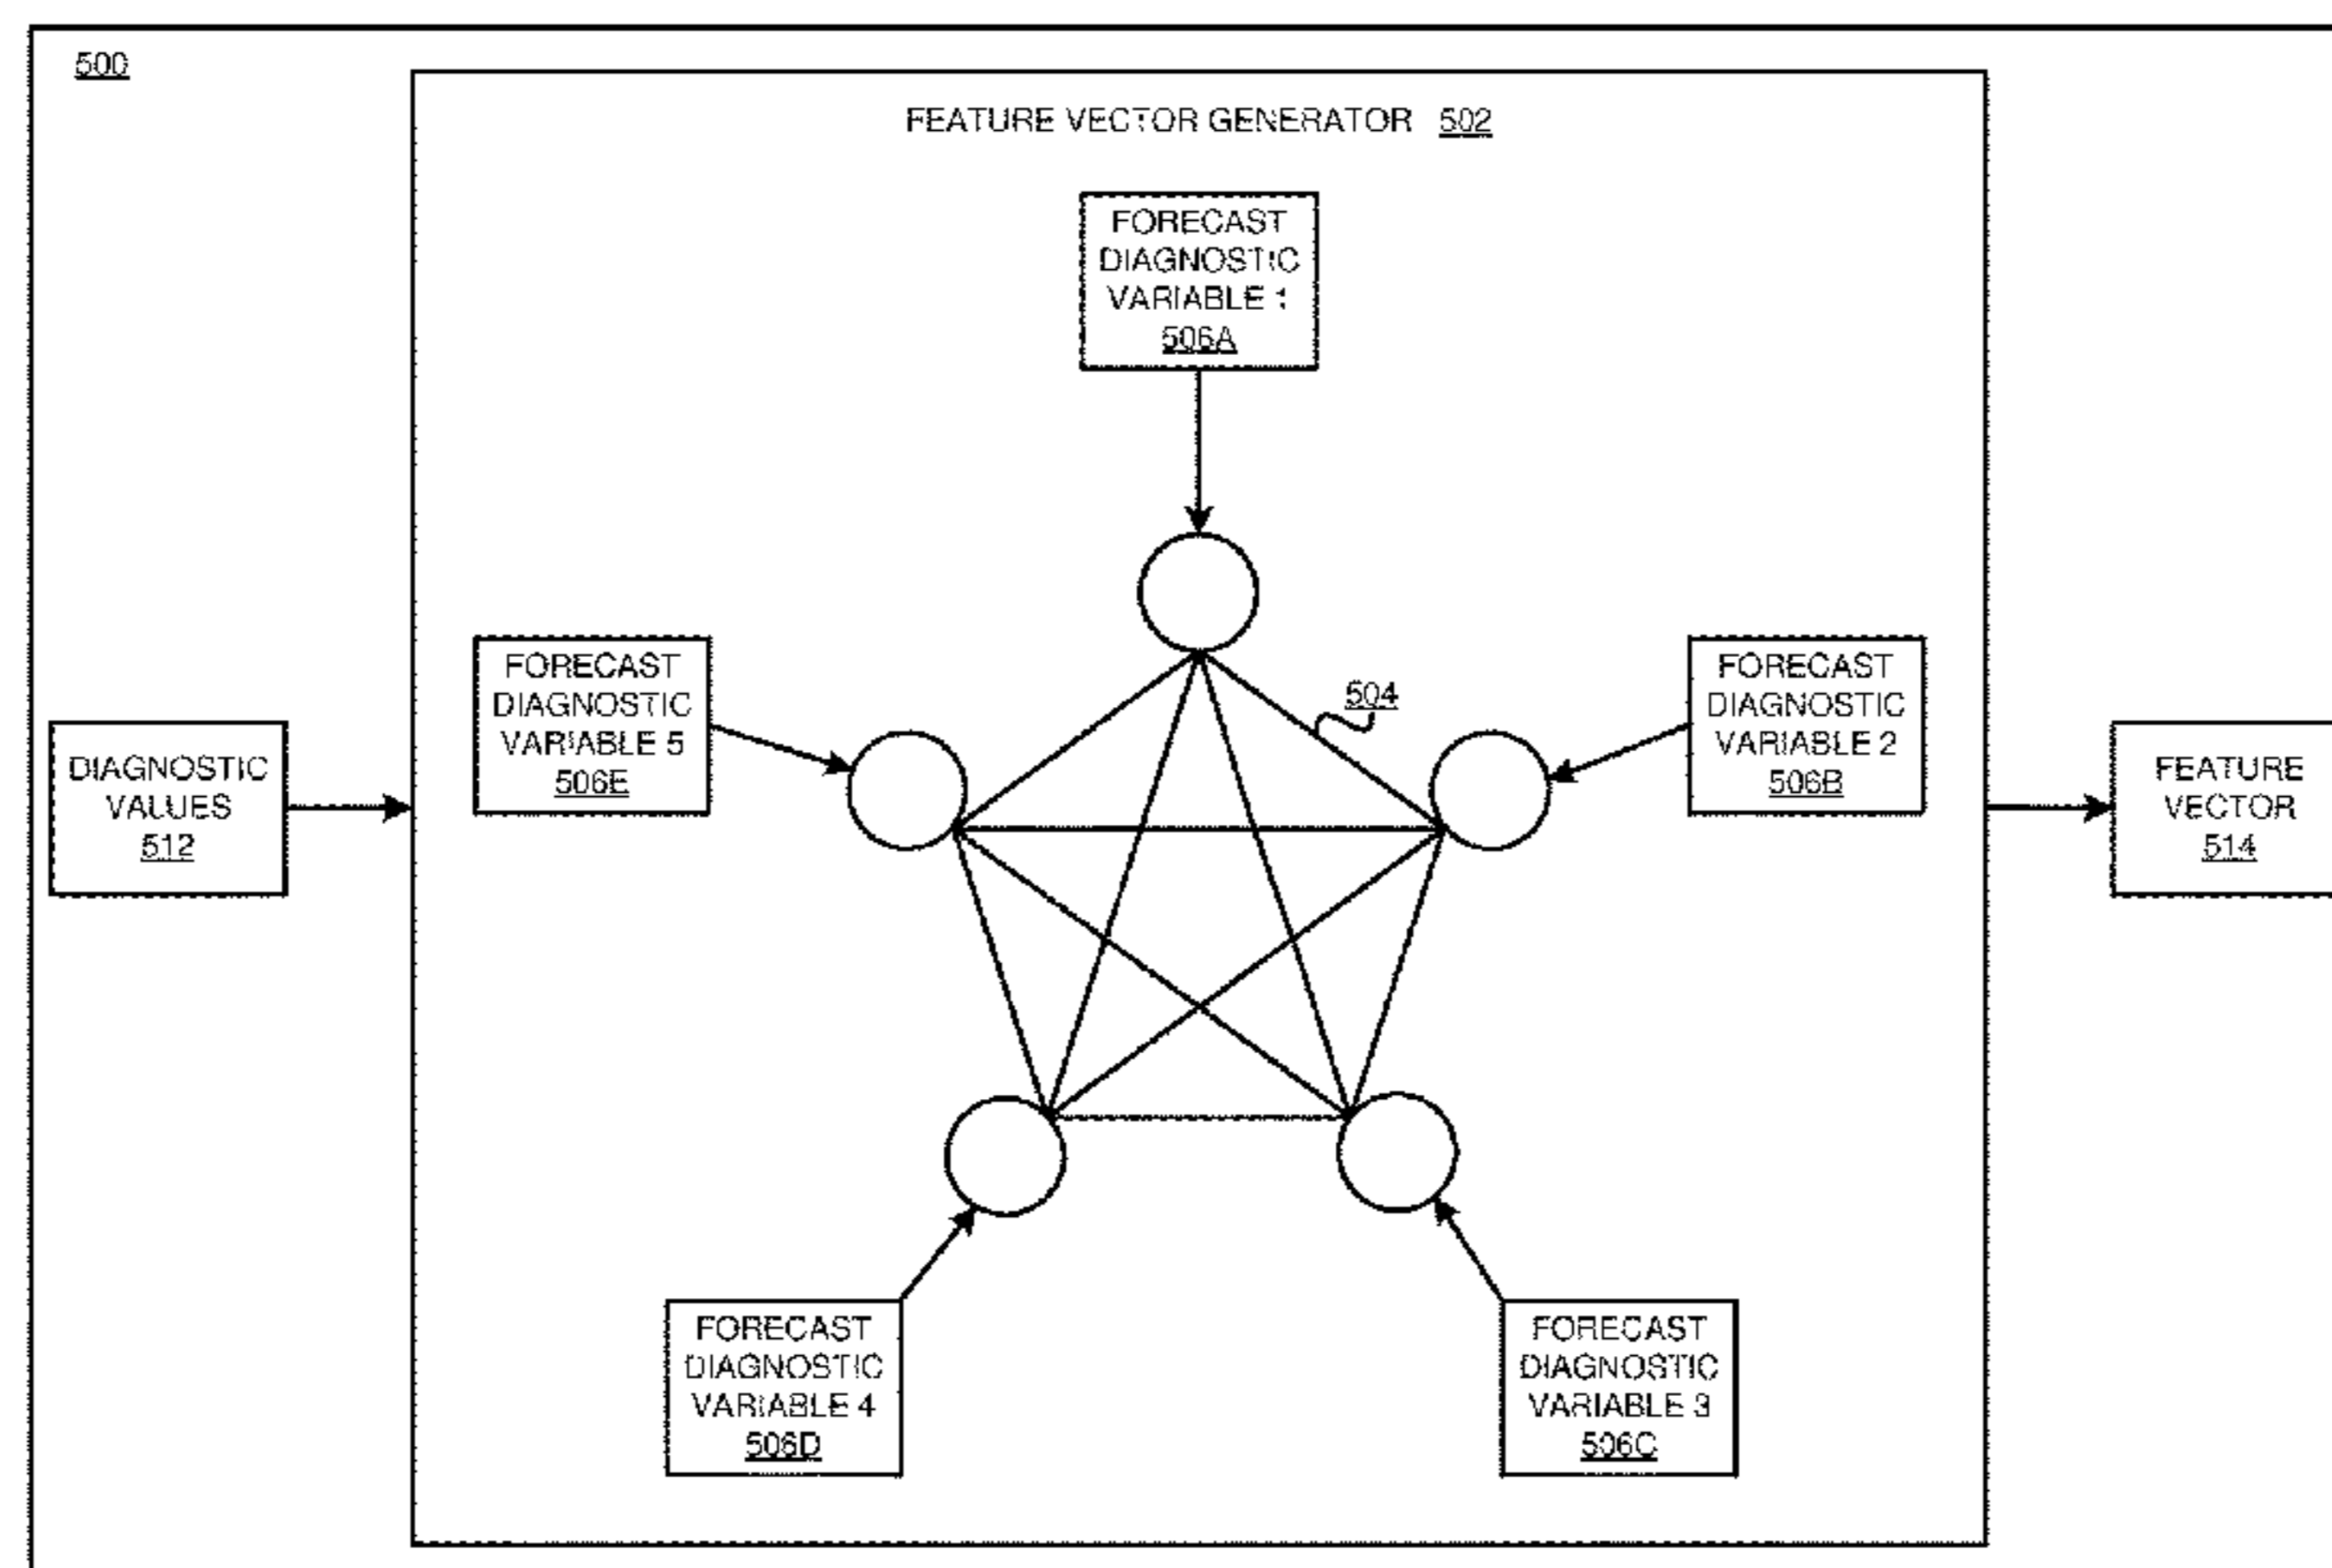 500
FEATURE VECTOR GENERATOR 502
FORECAST
DIAGNOSTIC
VARIABLE 1
506A
FORECAST
DIAGNOSTIC
VARIABLE 5
506E
504
FORECAST
DIAGNOSTIC
VARIABLE 2
506B
DIAGNOSTIC
VALUES
512
FEATURE
VECTOR
514
FORECAST
DIAGNOSTIC
VARIABLE 4
506D
FORECAST
DIAGNOSTIC
VARIABLE 3
506C